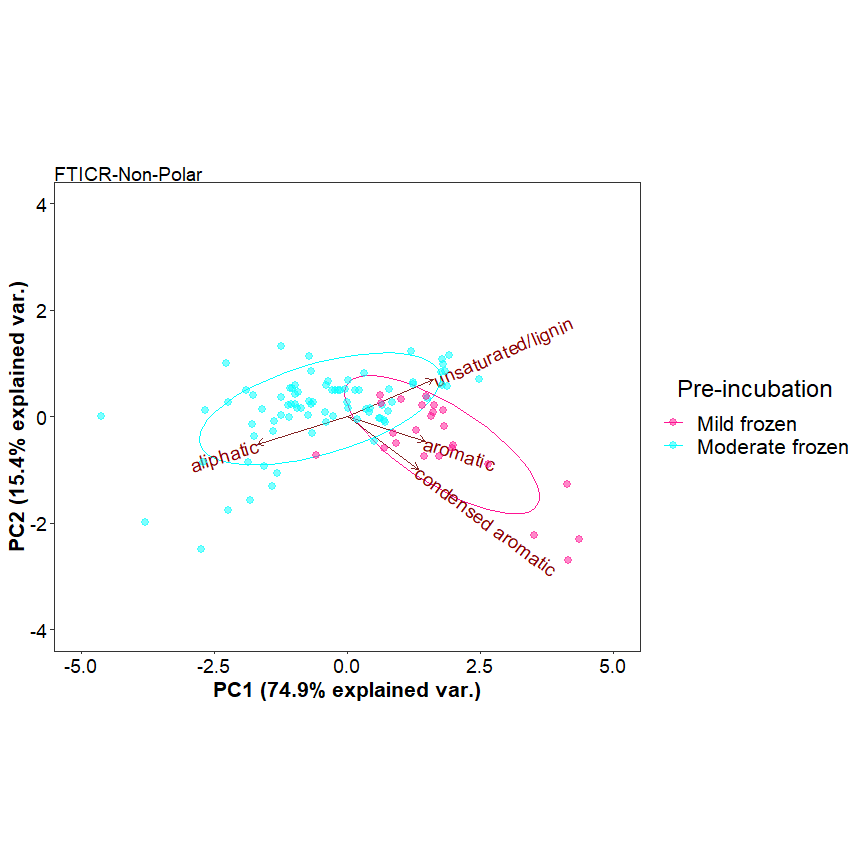 FTICR-Non-Polar
4
2
0
-2
-4
PC2 (15.4% explained var.)
unsaturated/lignin
aliphatic
aromatic
condensed aromatic
-5.0 -2.5 0.0 2.5 5.0
PC1 (74.9% explained var.)
Pre-incubation
Mild frozen
Moderate frozen